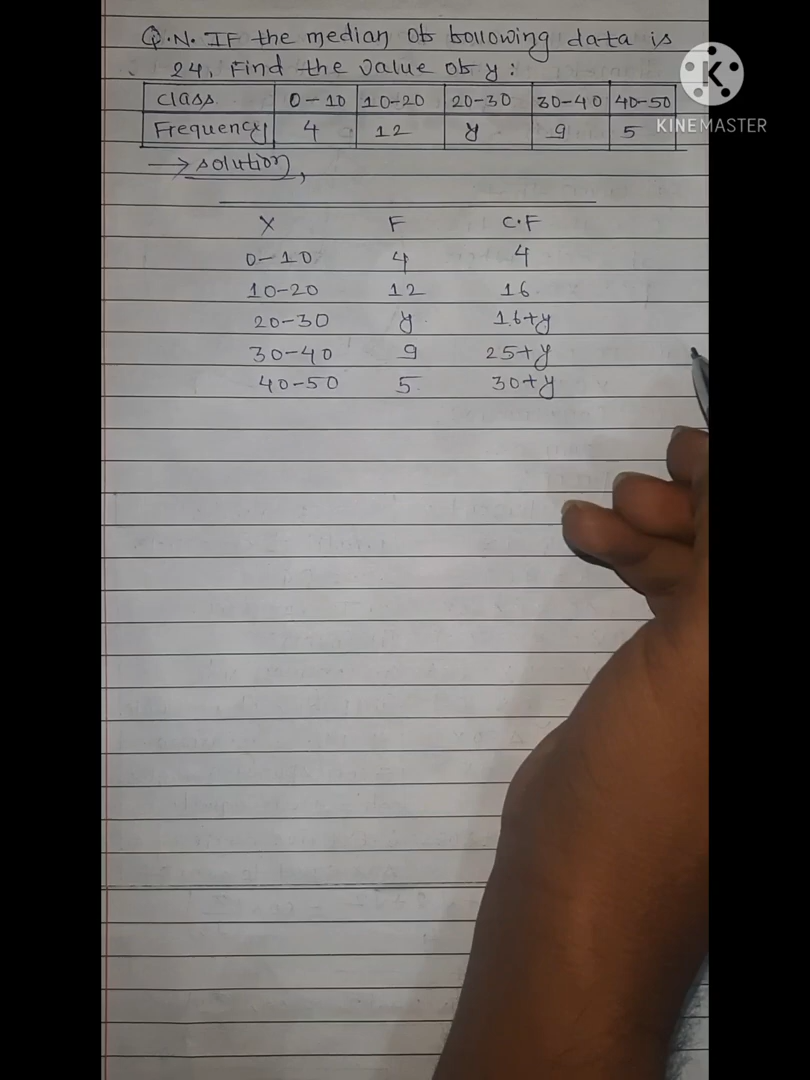 Q.N. IF the median of following data is
24, Find the value of y :
class 0-10 10-20 20-30 30-40 40-50
Frequency 4 12 y 9 5
→ solution,
X F C.F
0-10 4 4
10-20 12 16
20-30 y 16+y
30-40 9 25+y
40-50 5 30+y
K
KINEMASTER